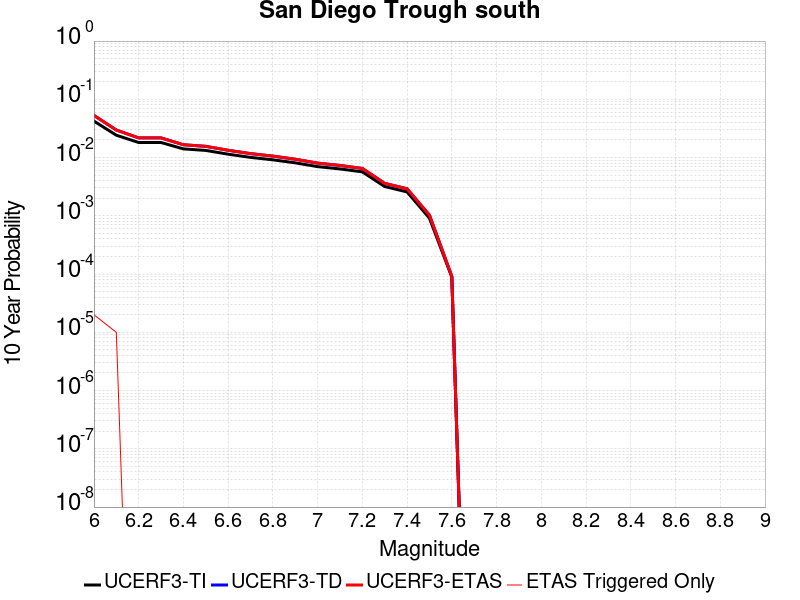 San Diego Trough south
10^0
10^-1
10^-2
10^-3
10^-4
10^-5
10^-6
10^-7
10^-8
10 Year Probability
6 6.2 6.4 6.6 6.8 7 7.2 7.4 7.6 7.8 8 8.2 8.4 8.6 8.8 9
Magnitude
UCERF3-TI UCERF3-TD UCERF3-ETAS ETAS Triggered Only